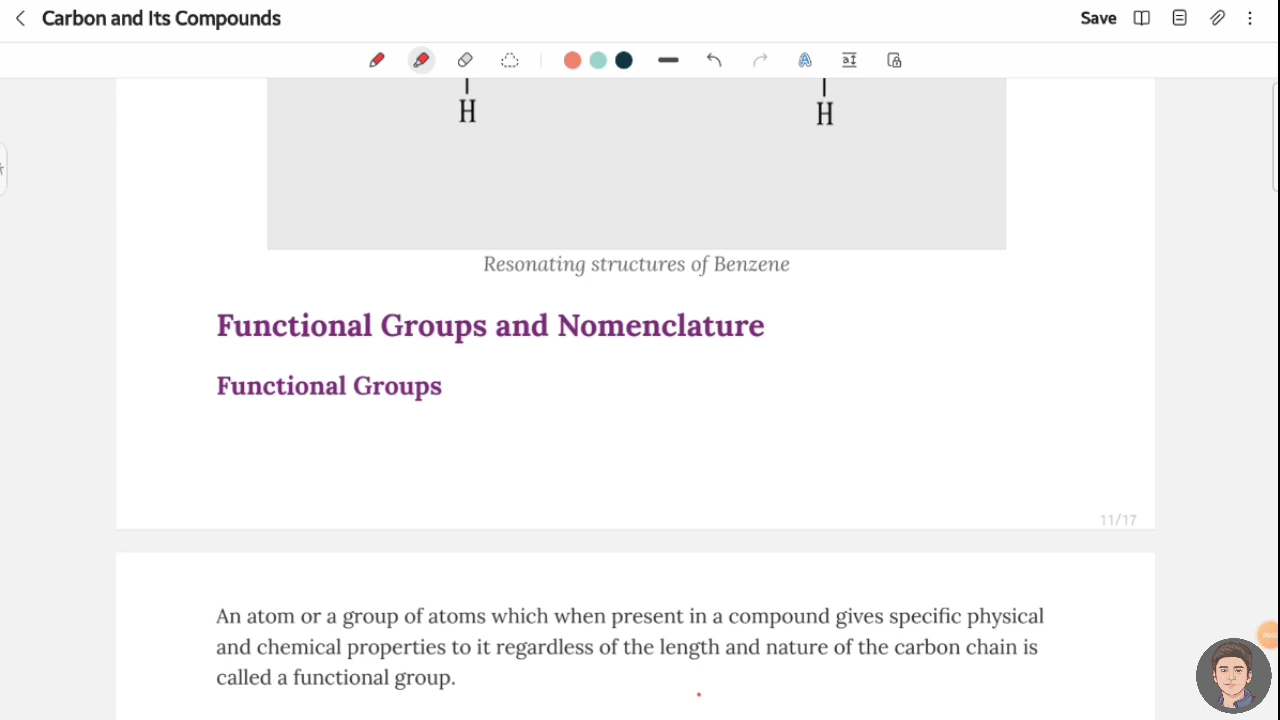 Carbon and Its Compounds
Save
H
H
Resonating structures of Benzene
Functional Groups and Nomenclature
Functional Groups
11/17
An atom or a group of atoms which when present in a compound gives specific physical
and chemical properties to it regardless of the length and nature of the carbon chain is
called a functional group.